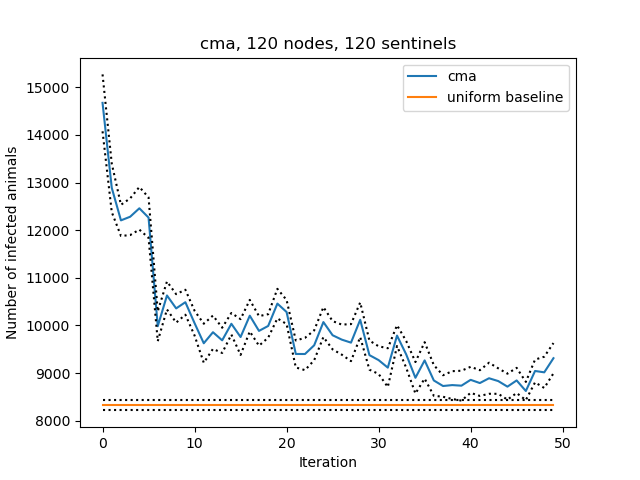 cma, 120 nodes, 120 sentinels
cma
uniform baseline
15000
14000
13000
12000
11000
10000
9000
8000
Number of infected animals
0 10 20 30 40 50
Iteration